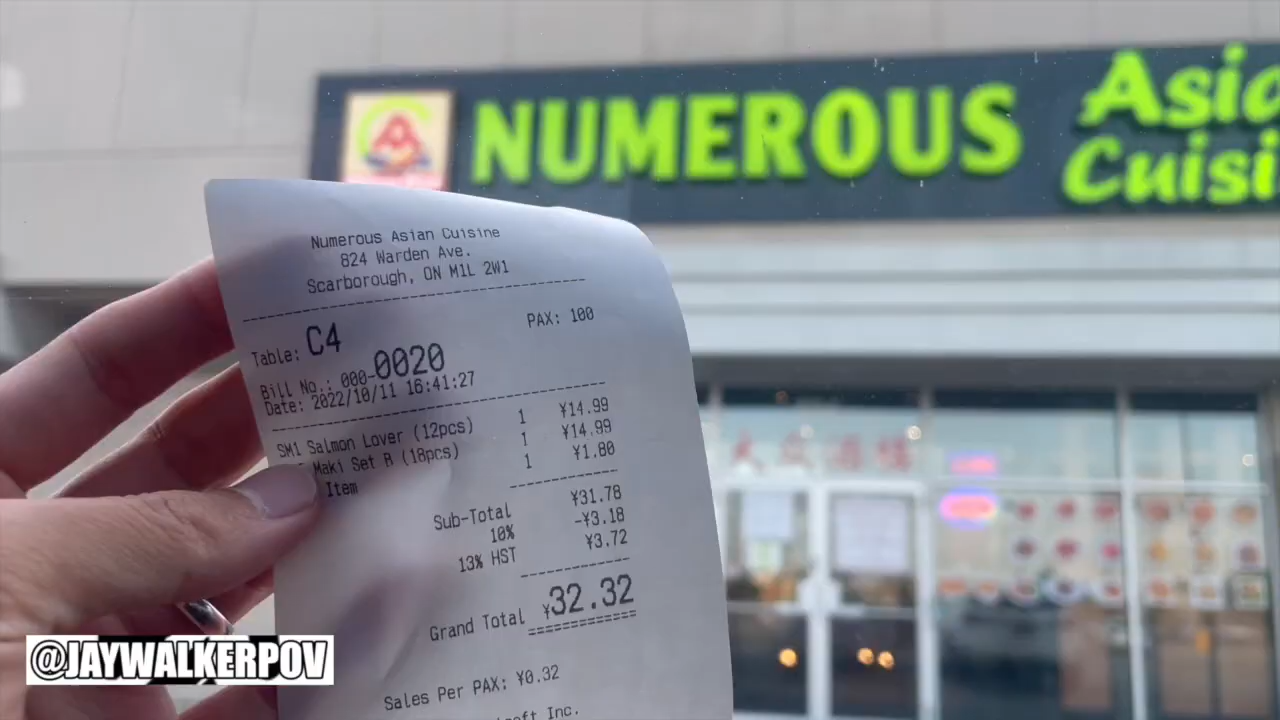 NUMEROUS
Asia
Cuisi
Numerous Asian Cuisine
824 Warden Ave.
Scarborough, ON M1L 2W1
Table: C4
PAX: 100
Bill No.: 000-0020
Date: 2022/10/11 16:41:27
SM1 Salmon Lover (12pcs) 1 ¥14.99
Maki Set B (18pcs) 1 ¥14.99
Item 1 ¥1.80
Sub-Total ¥31.78
10% -¥3.18
13% HST ¥3.72
Grand Total ¥32.32
Sales Per PAX: ¥0.32
Inc.
@JAYWALKERPOV